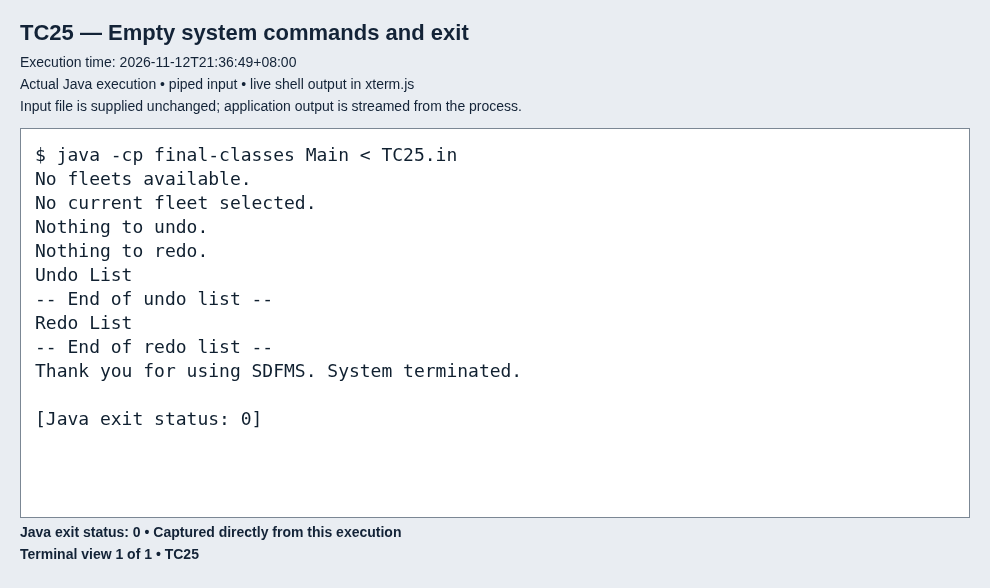 TC25 — Empty system commands and exit
Execution time: 2026-11-12T21:36:49+08:00
Actual Java execution • piped input • live shell output in xterm.js
Input file is supplied unchanged; application output is streamed from the process.
$ java -cp final-classes Main < TC25.in
No fleets available.
No current fleet selected.
Nothing to undo.
Nothing to redo.
Undo List
-- End of undo list --
Redo List
-- End of redo list --
Thank you for using SDFMS. System terminated.
[Java exit status: 0]
Java exit status: 0 • Captured directly from this execution
Terminal view 1 of 1 • TC25